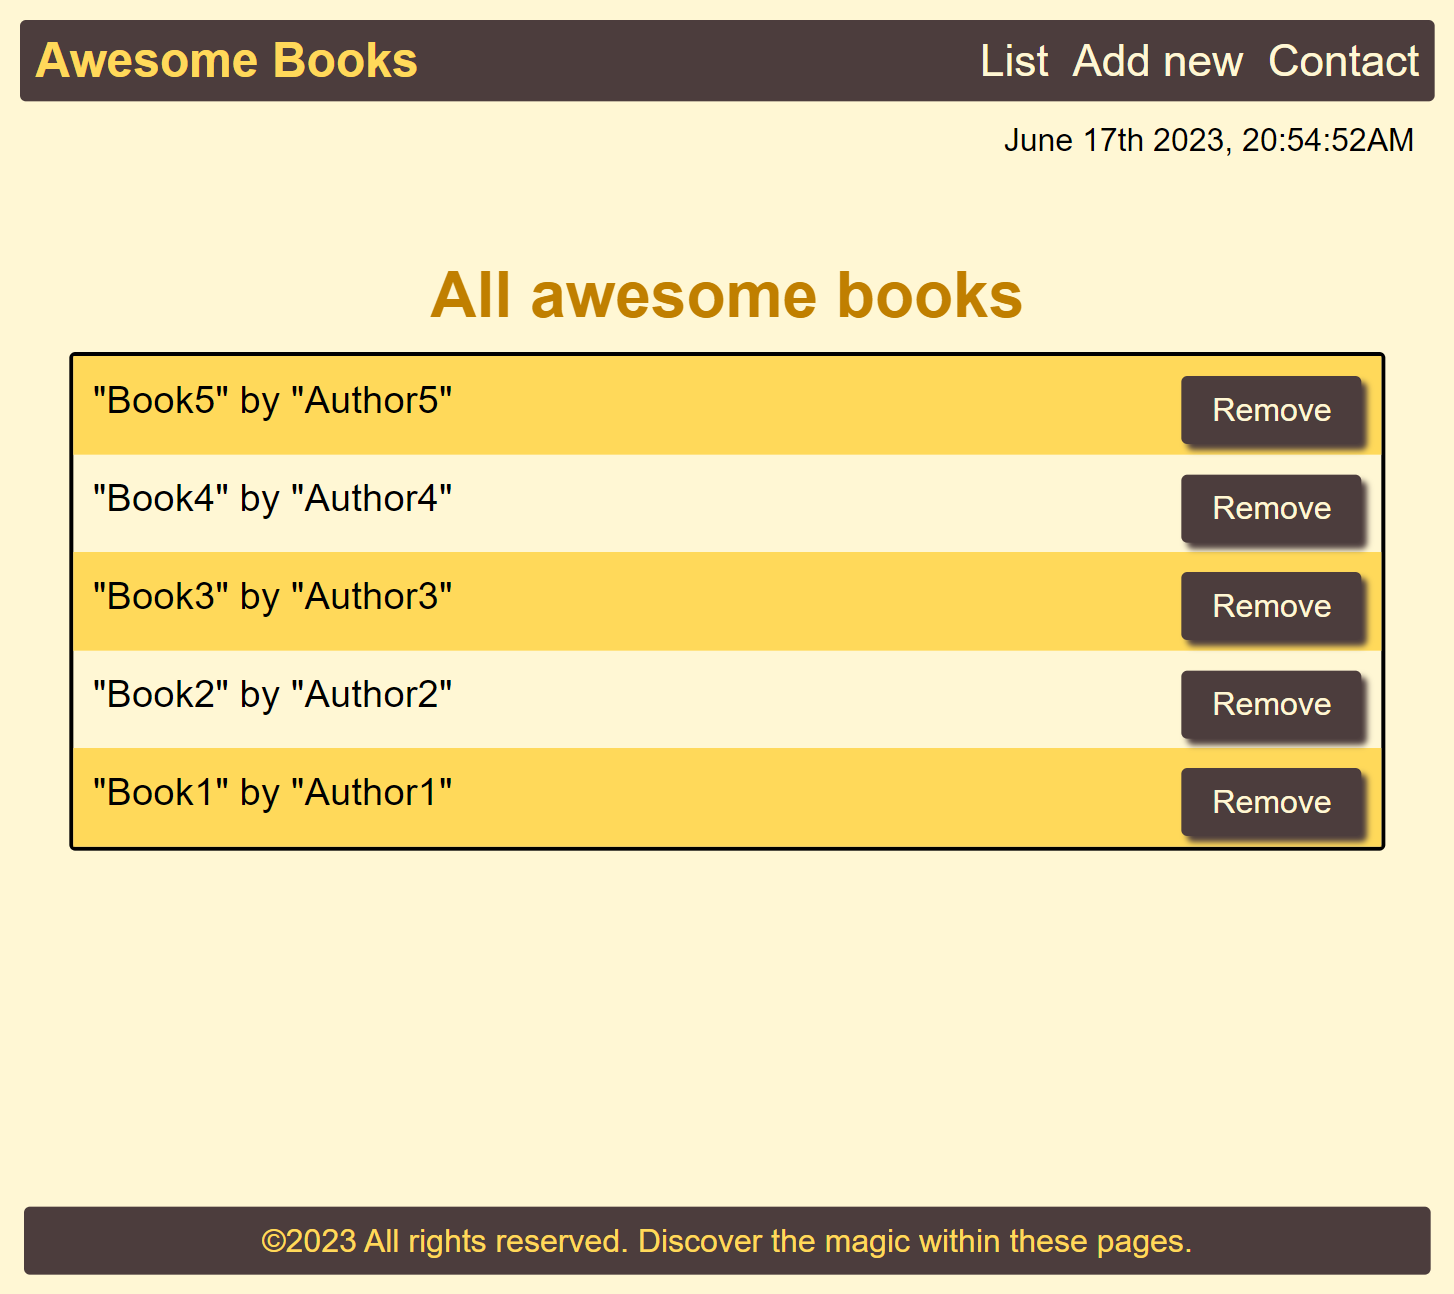 Awesome Books List Add new Contact
June 17th 2023, 20:54:52AM
All awesome books
"Book5" by "Author5" Remove
"Book4" by "Author4" Remove
"Book3" by "Author3" Remove
"Book2" by "Author2" Remove
"Book1" by "Author1" Remove
©2023 All rights reserved. Discover the magic within these pages.